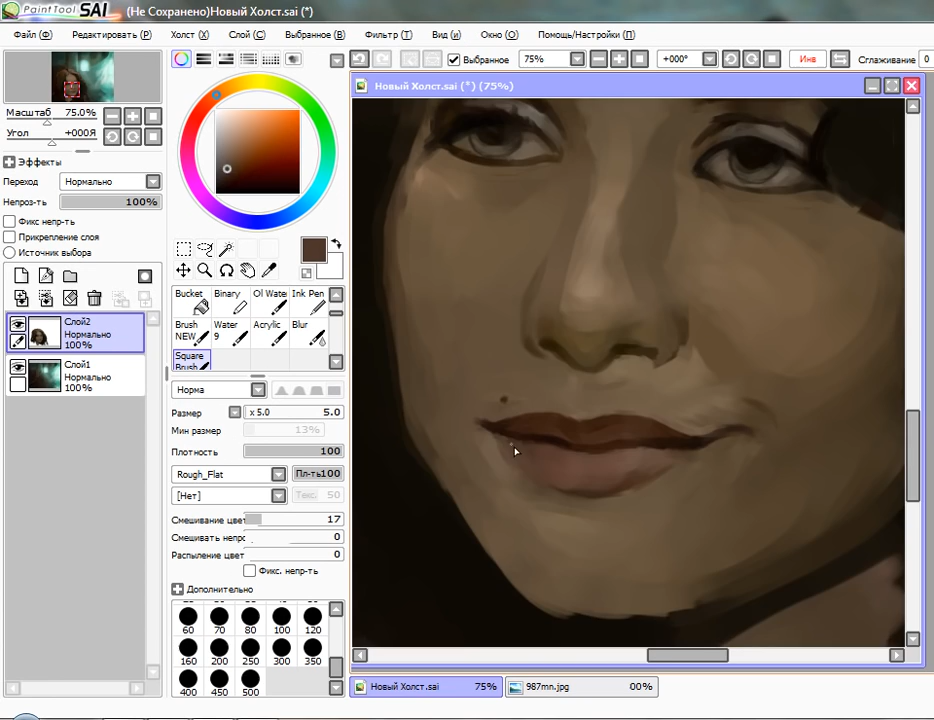 PaintTool SAI (Не Сохранено)Новый Холст.sai (*)
Файл (Ф) Редактировать (Р) Холст (Х) Слой (С) Выбранное (В) Фильтр (Т) Вид (и) Окно (О) Помощь/Настройки (П)
Выбранное 75% +000° Инв Сглаживание 0
Новый Холст.sai (*) (75%)
Масштаб 75.0%
Угол +000Я
Эффекты
Переход Нормально
Непроз-ть 100%
Фикс непр-ть
Прикрепление слоя
Источник выбора
Слой2
Нормально
100%
Слой1
Нормально
100%
Bucket Binary Ol Wate Ink Pen
Brush NEW Water 9 Acrylic Blur
Square Brush
Норма
Размер x 5.0 5.0
Мин размер 13%
Плотность 100
Rough_Flat Пл-ть100
[Нет] Текс. 50
Смешивание цвет 17
Смешивать непрс 0
Распыление цвет 0
Фикс. непр-ть
Дополнительно
60 70 80 100 120
160 200 250 300 350
400 450 500
Новый Холст.sai 75% 987mn.jpg 00%